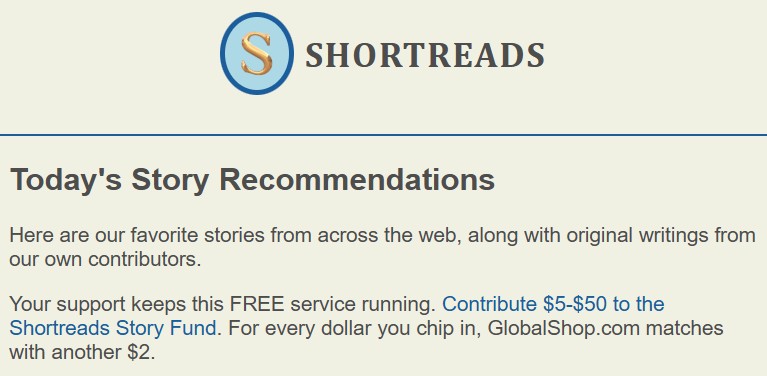 S SHORTREADS
Today's Story Recommendations
Here are our favorite stories from across the web, along with original writings from
our own contributors.
Your support keeps this FREE service running. Contribute $5-$50 to the
Shortreads Story Fund. For every dollar you chip in, GlobalShop.com matches
with another $2.